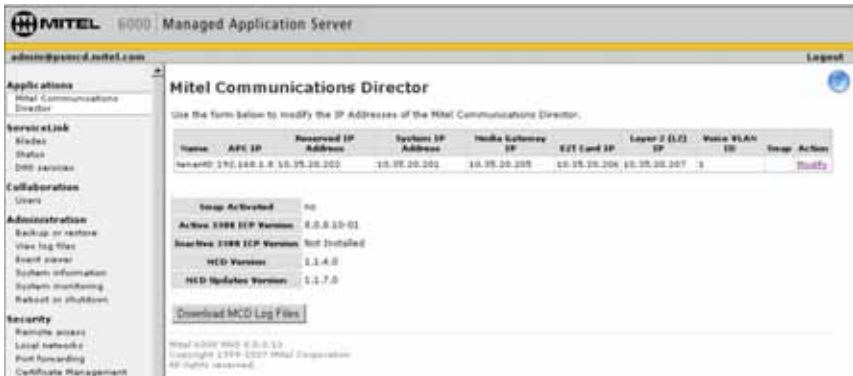 MITEL 6000 Managed Application Server
admin@psmcd.mitel.com Logout
Applications
Mitel Communications
Director
ServiceLink
Blades
Status
DNS services
Collaboration
Users
Administration
Backup or restore
View log files
Event viewer
System information
System monitoring
Reboot or shutdown
Security
Remote access
Local networks
Port forwarding
Certificate Management
Mitel Communications Director
Use the form below to modify the IP Addresses of the Mitel Communications Director.
Name APC IP Reserved IP Address System IP Address Media Gateway IP E2T Card IP Layer 2 (L2) IP Voice VLAN ID Swap Action
192.168.1.8 10.35.20.202 10.35.20.201 10.35.20.205 10.35.20.206 10.35.20.207 1 Modify
Swap Activated no
Active 3300 ICP Version 8.0.8.10-01
Inactive 3300 ICP Version Not Installed
MCD Version 1.1.4.0
MCD Updates Version 1.1.7.0
Download MCD Log Files
Mitel 6000 MAS
Copyright 1999-2007 Mitel Corporation
All rights reserved.